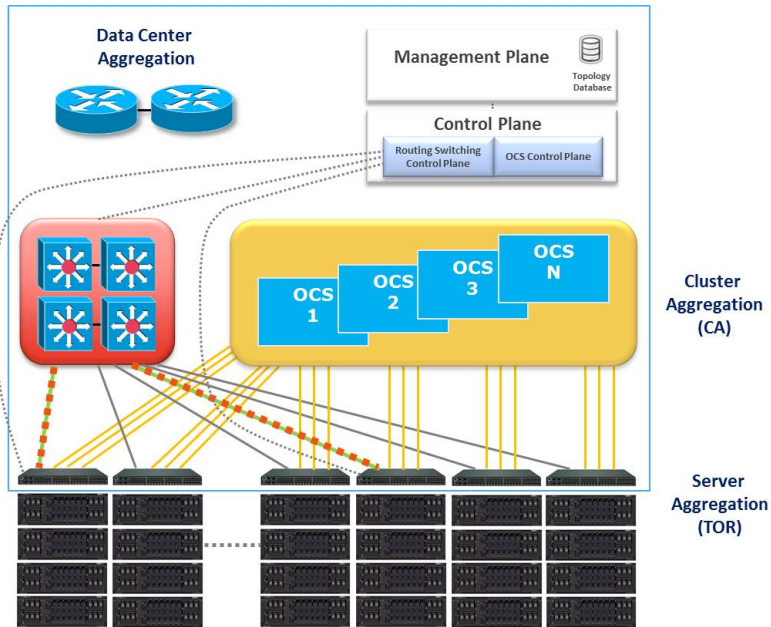 Data Center
Aggregation
Management Plane
Topology
Database
Control Plane
Routing Switching
Control Plane
OCS Control Plane
OCS
1
OCS
2
OCS
3
OCS
N
Cluster
Aggregation
(CA)
Server
Aggregation
(TOR)